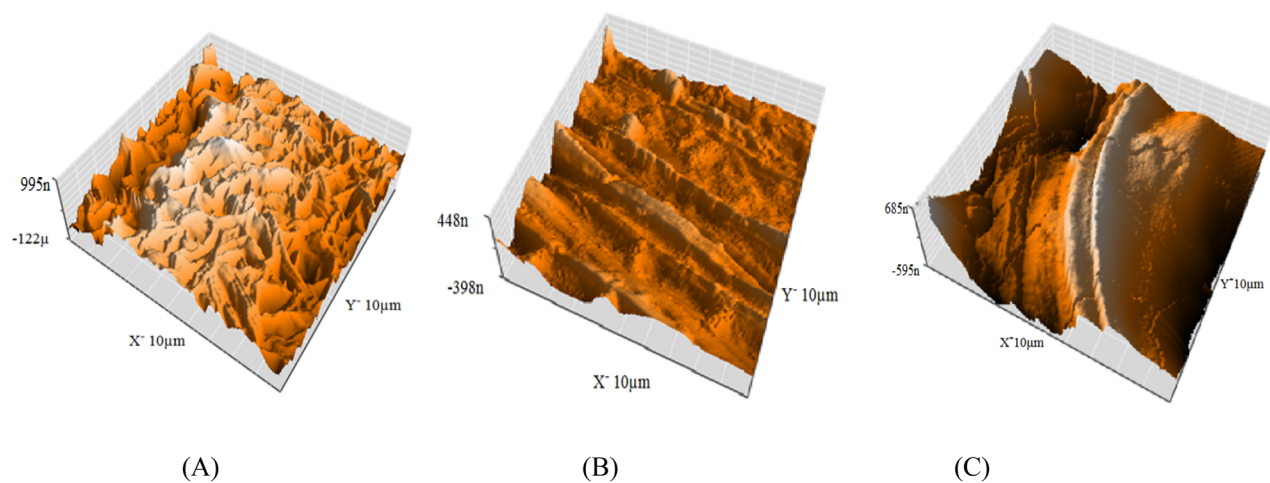 995n
-122µ
X~ 10µm
Y~ 10µm
(A)
448n
-398n
X~ 10µm
Y~ 10µm
(B)
685n
-595n
X~10µm
Y~10µm
(C)